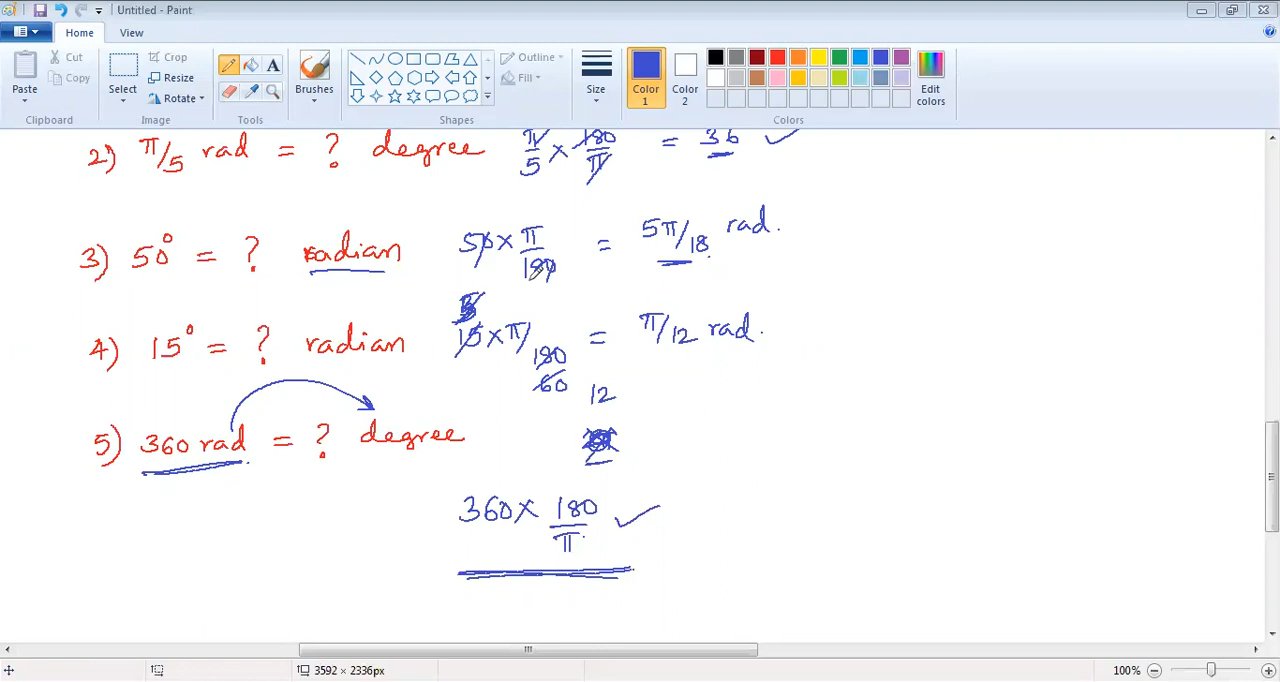 Untitled - Paint
Home View
Paste
Cut
Copy
Clipboard
Select
Crop
Resize
Rotate
Image
A
Tools
Brushes
Outline
Fill
Shapes
Size
Color 1
Color 2
Edit colors
Colors
2) π/5 rad = ? degree π/5 × 180/π = 36 ✓
3) 50° = ? radian 50 × π/180 = 5π/18 rad.
4) 15° = ? radian 15 × π/180 = π/12 rad.
60 12
5) 360 rad = ? degree
360 × 180/π ✓
3592 × 2336px 100%